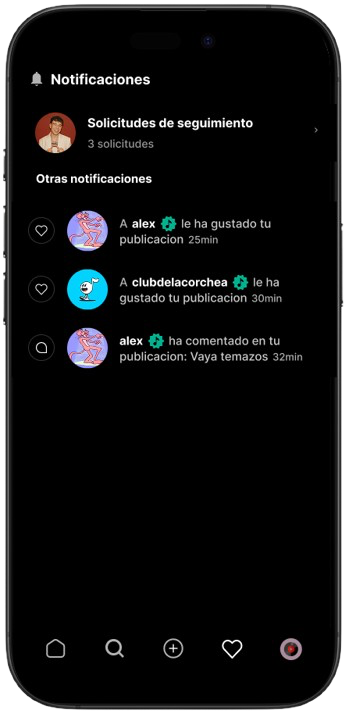 Notificaciones
Solicitudes de seguimiento
3 solicitudes
Otras notificaciones
A alex le ha gustado tu
publicacion 25min
A clubdelacorchea le ha
gustado tu publicacion 30min
alex ha comentado en tu
publicacion: Vaya temazos 32min